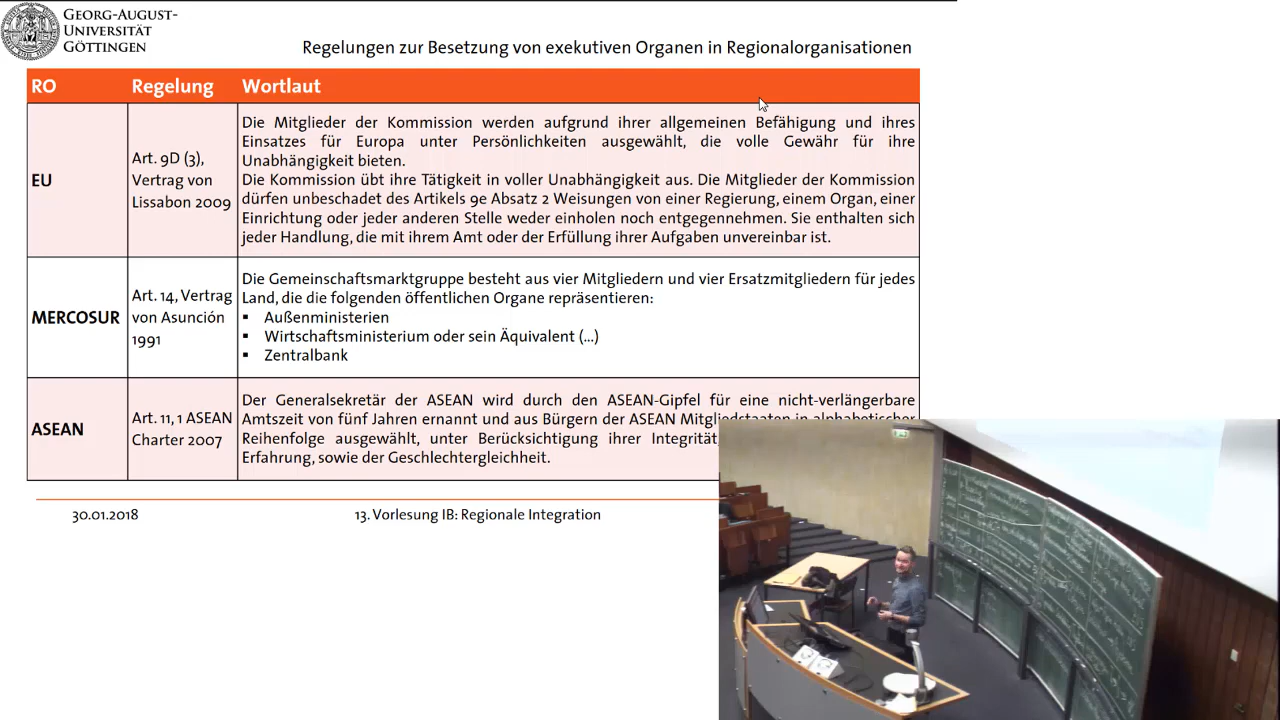 GEORG-AUGUST-
UNIVERSITÄT
GÖTTINGEN
Regelungen zur Besetzung von exekutiven Organen in Regionalorganisationen
RO Regelung Wortlaut
EU
Art. 9D (3),
Vertrag von
Lissabon 2009
Die Mitglieder der Kommission werden aufgrund ihrer allgemeinen Befähigung und ihres
Einsatzes für Europa unter Persönlichkeiten ausgewählt, die volle Gewähr für ihre
Unabhängigkeit bieten.
Die Kommission übt ihre Tätigkeit in voller Unabhängigkeit aus. Die Mitglieder der Kommission
dürfen unbeschadet des Artikels 9e Absatz 2 Weisungen von einer Regierung, einem Organ, einer
Einrichtung oder jeder anderen Stelle weder einholen noch entgegennehmen. Sie enthalten sich
jeder Handlung, die mit ihrem Amt oder der Erfüllung ihrer Aufgaben unvereinbar ist.
MERCOSUR
Art. 14, Vertrag
von Asunción
1991
Die Gemeinschaftsmarktgruppe besteht aus vier Mitgliedern und vier Ersatzmitgliedern für jedes
Land, die die folgenden öffentlichen Organe repräsentieren:
▪ Außenministerien
▪ Wirtschaftsministerium oder sein Äquivalent (...)
▪ Zentralbank
ASEAN
Art. 11, 1 ASEAN
Charter 2007
Der Generalsekretär der ASEAN wird durch den ASEAN-Gipfel für eine nicht-verlängerbare
Amtszeit von fünf Jahren ernannt und aus Bürgern der ASEAN Mitgliedstaaten in alphabetischer
Reihenfolge ausgewählt, unter Berücksichtigung ihrer Integrität,
Erfahrung, sowie der Geschlechtergleichheit.
30.01.2018 13. Vorlesung IB: Regionale Integration